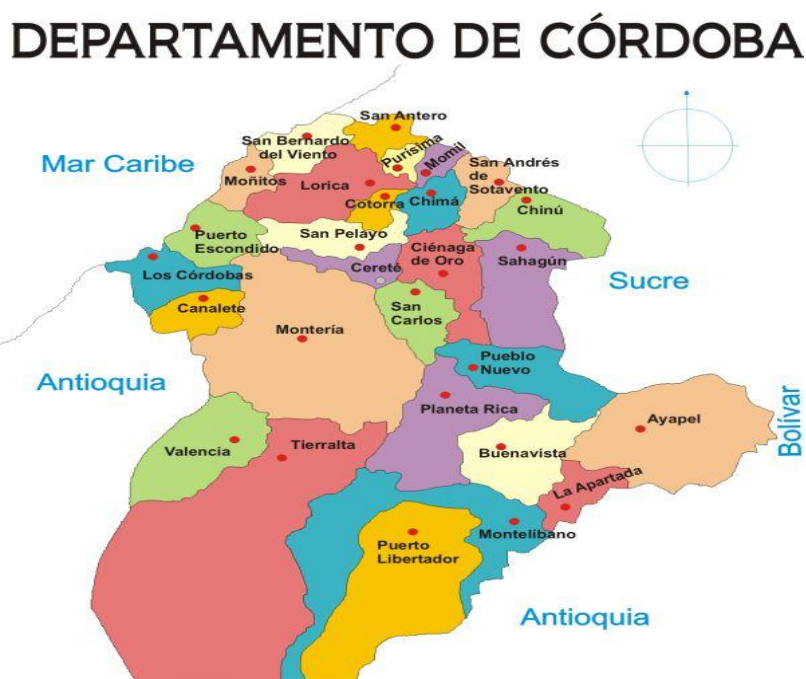 DEPARTAMENTO DE CÓRDOBA
San Antero
San Bernardo
del Viento
Purísima
Momil
San Andrés
de
Sotavento
Mar Caribe
Moñitos
Lorica
Cotorra
Chimá
Chinú
Puerto
Escondido
San Pelayo
Ciénaga
de Oro
Sahagún
Cereté
Los Córdobas
Sucre
Canalete
San
Carlos
Montería
Pueblo
Nuevo
Antioquia
Planeta Rica
Ayapel
Bolívar
Valencia
Tierralta
Buenavista
La Apartada
Montelibano
Puerto
Libertador
Antioquia